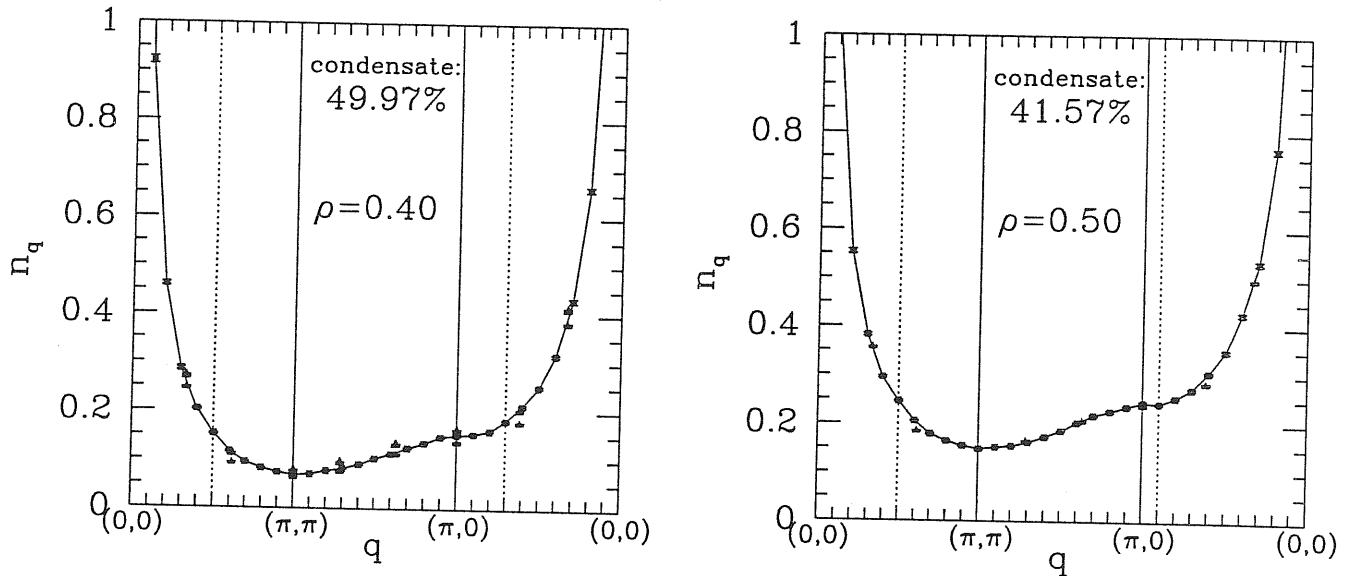 1
0.8
0.6
0.4
0.2
0
n_q
condensate:
49.97%
ρ=0.40
(0,0)
(π,π)
(π,0)
(0,0)
q
1
0.8
0.6
0.4
0.2
0
n_q
condensate:
41.57%
ρ=0.50
(0,0)
(π,π)
(π,0)
(0,0)
q